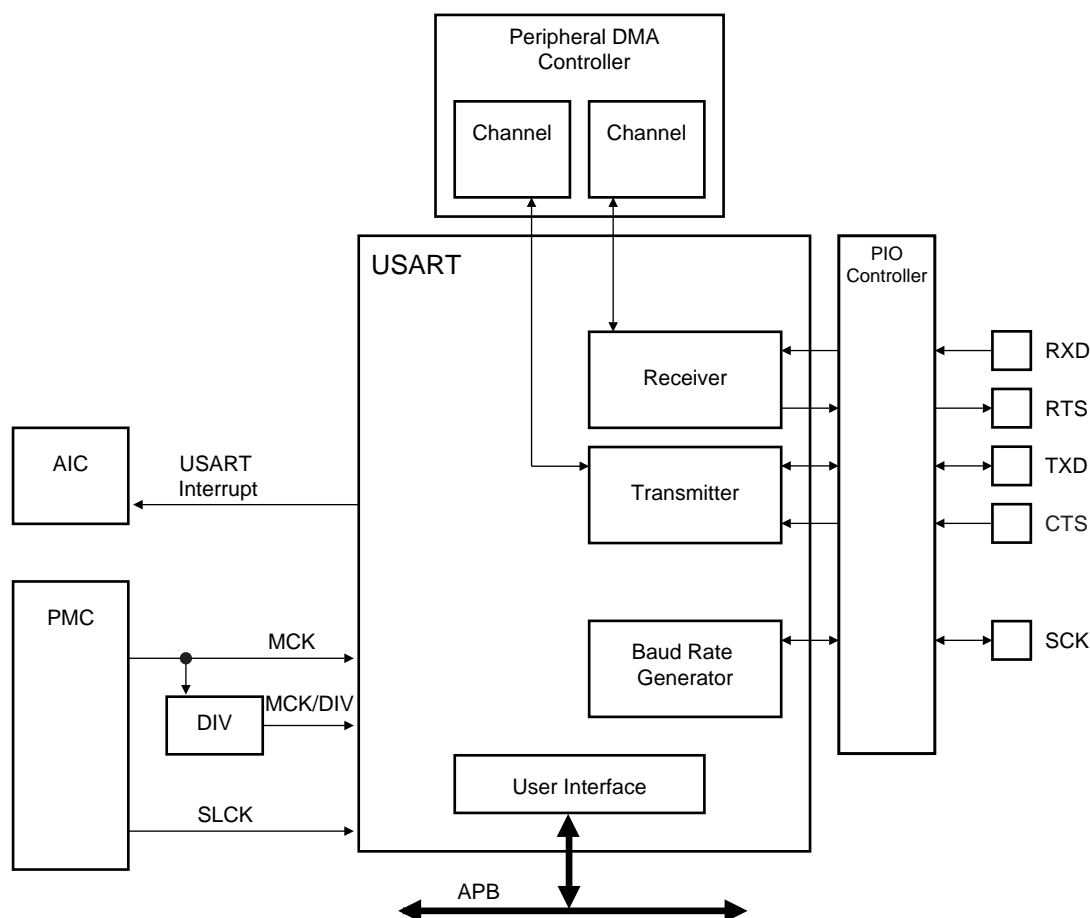 Peripheral DMA
Controller
Channel
Channel
USART
PIO
Controller
Receiver
RXD
RTS
AIC
USART
Interrupt
Transmitter
TXD
CTS
PMC
MCK
Baud Rate
Generator
SCK
MCK/DIV
DIV
User Interface
SLCK
APB